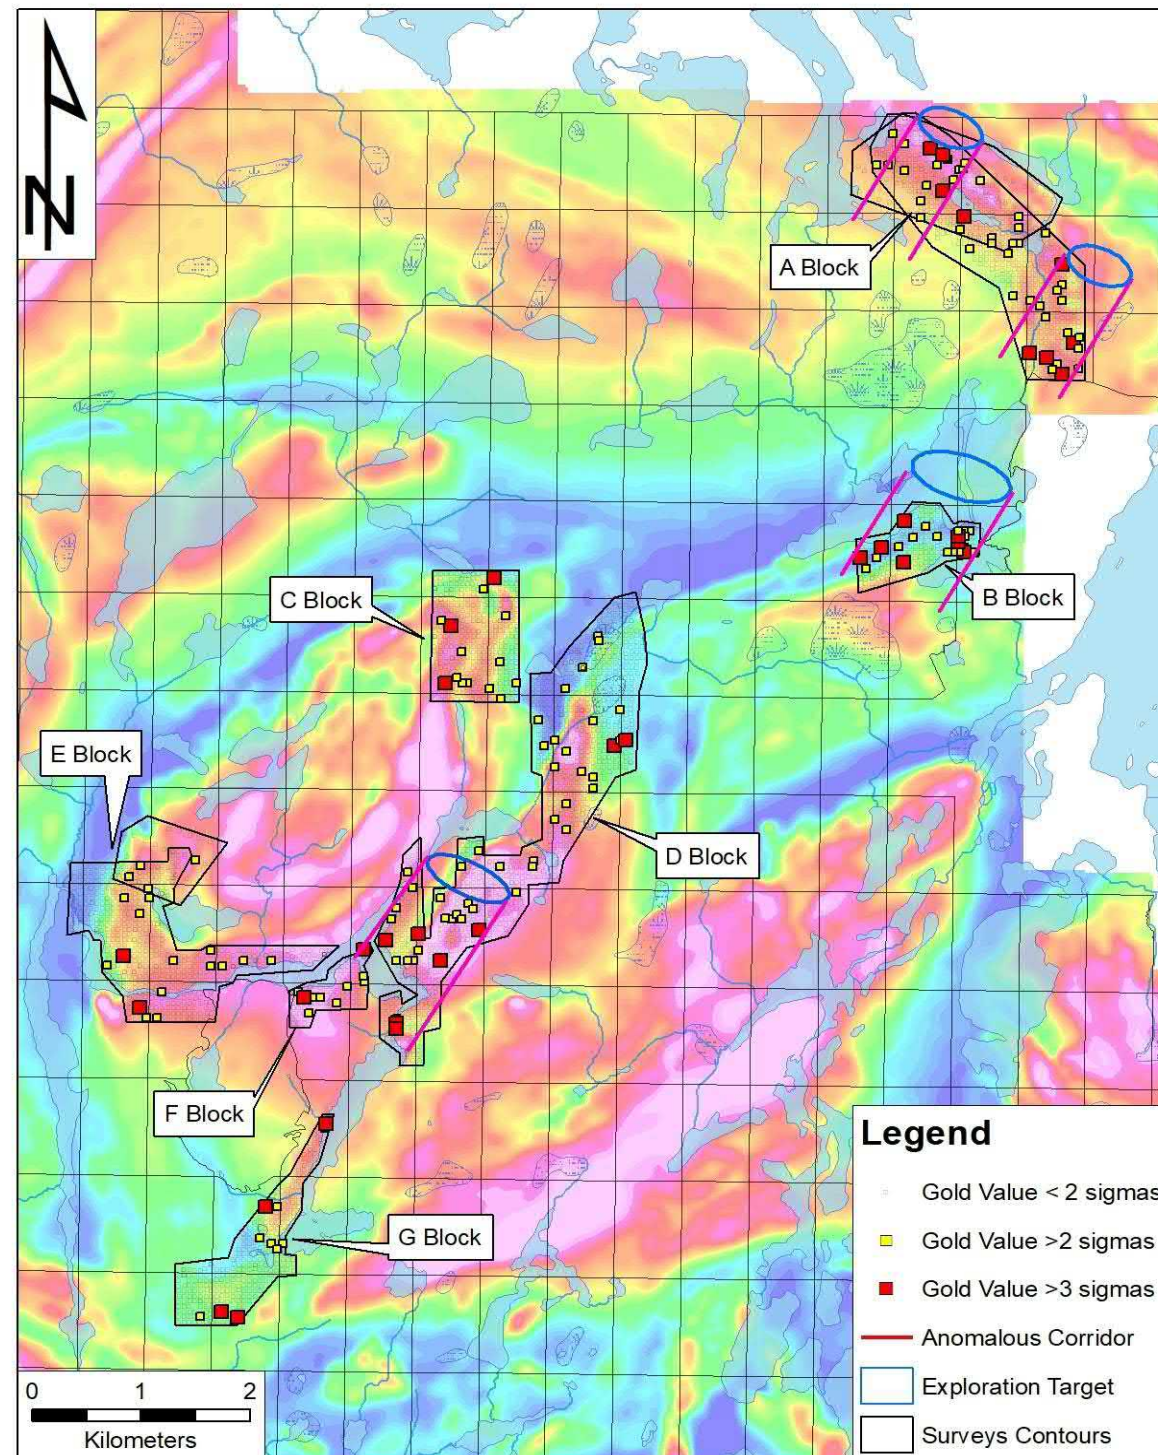 N
A Block
B Block
C Block
E Block
D Block
F Block
G Block
Legend
Gold Value < 2 sigmas
Gold Value >2 sigmas
Gold Value >3 sigmas
Anomalous Corridor
Exploration Target
Surveys Contours
0 1 2
Kilometers